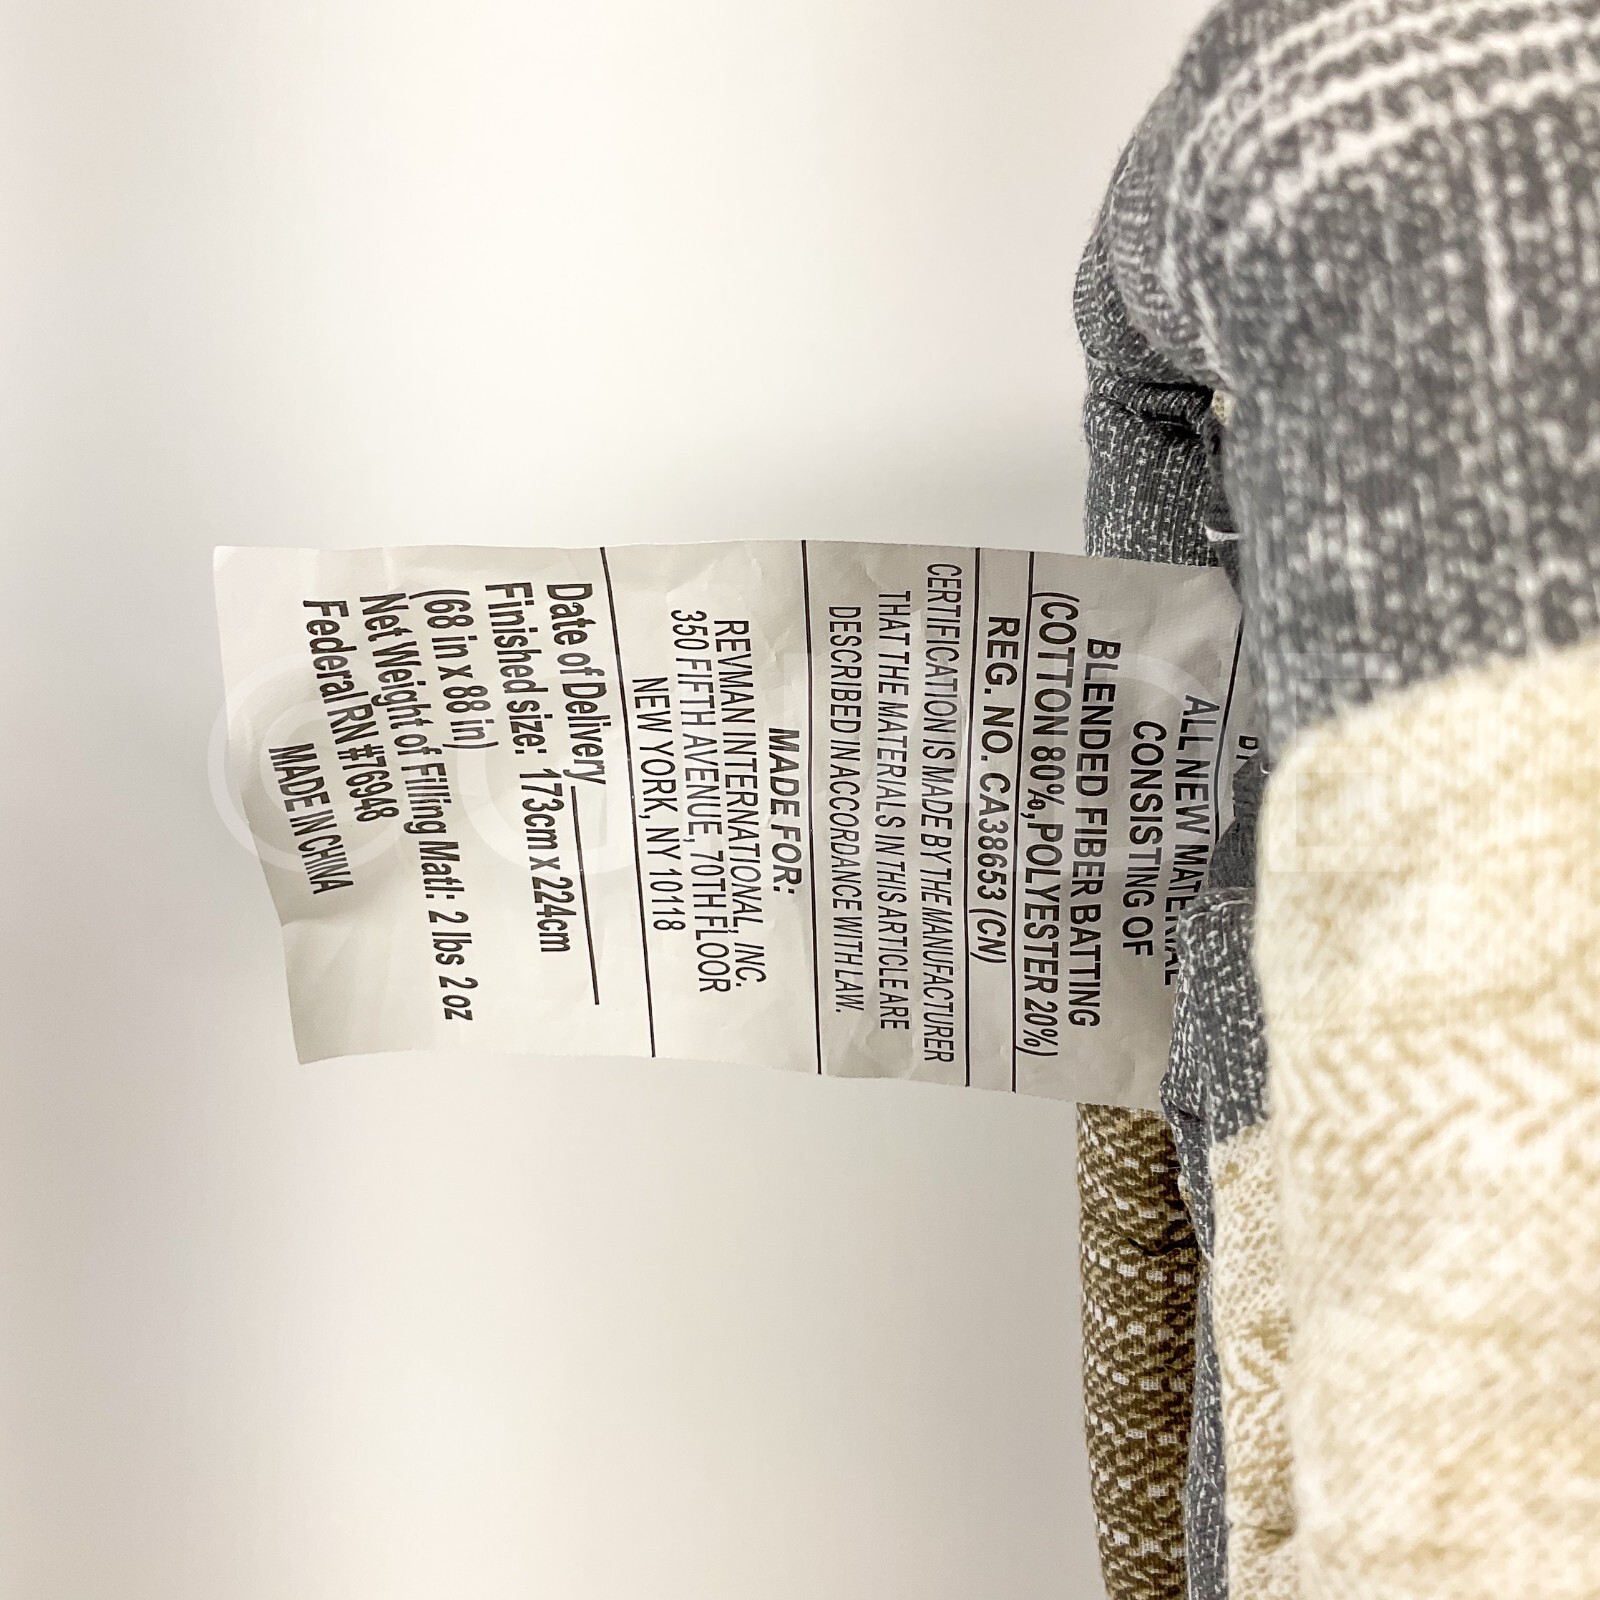 ALL NEW MATERIAL
CONSISTING OF
BLENDED FIBER BATTING
(COTTON 80%,POLYESTER 20%)
REG. NO. CA38653 (CN)
CERTIFICATION IS MADE BY THE MANUFACTURER
THAT THE MATERIALS IN THIS ARTICLE ARE
DESCRIBED IN ACCORDANCE WITH LAW.
MADE FOR:
REVMAN INTERNATIONAL, INC.
350 FIFTH AVENUE, 70TH FLOOR
NEW YORK, NY 10118
Date of Delivery
Finished size: 173cm x 224cm
(68 in x 88 in)
Net Weight of Filling Matl: 2 lbs 2 oz
Federal RN #76948
MADE IN CHINA